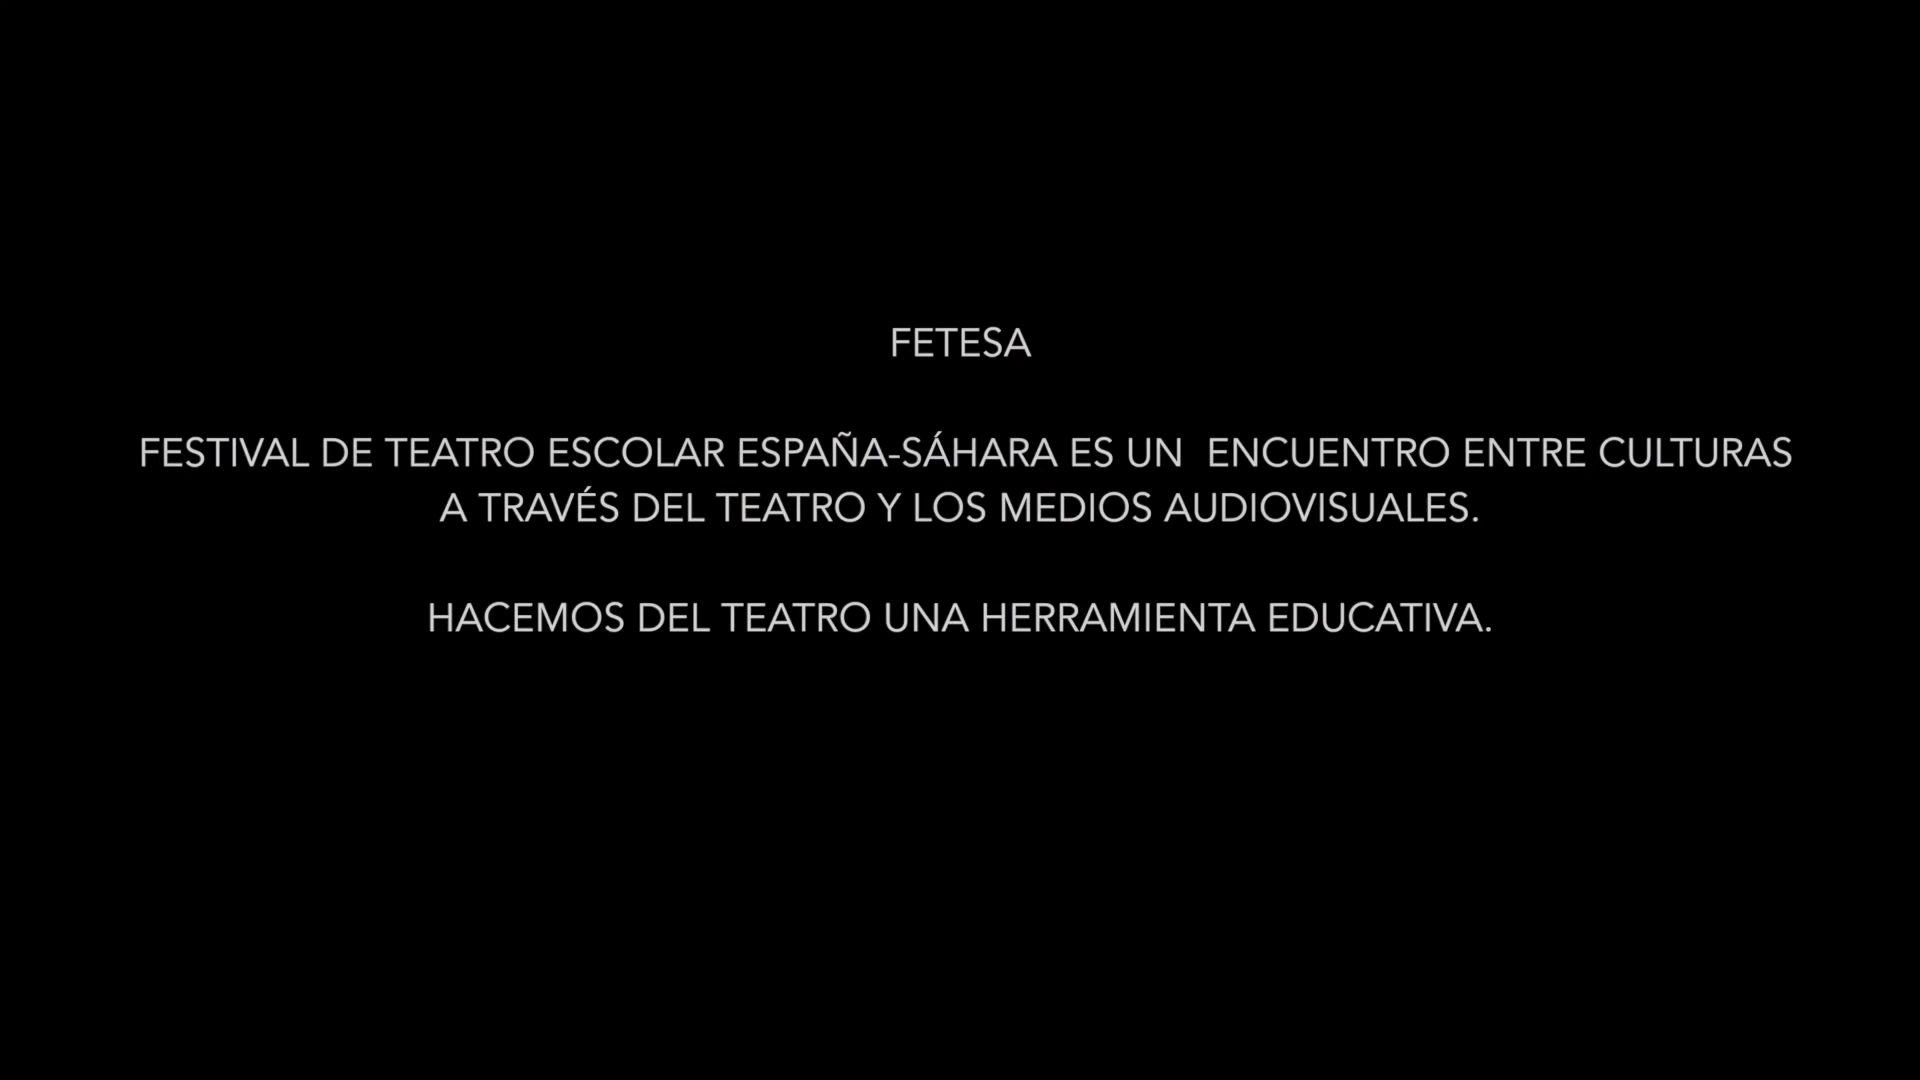 FETESA
FESTIVAL DE TEATRO ESCOLAR ESPAÑA-SÁHARA ES UN  ENCUENTRO ENTRE CULTURAS
A TRAVÉS DEL TEATRO Y LOS MEDIOS AUDIOVISUALES.
HACEMOS DEL TEATRO UNA HERRAMIENTA EDUCATIVA.